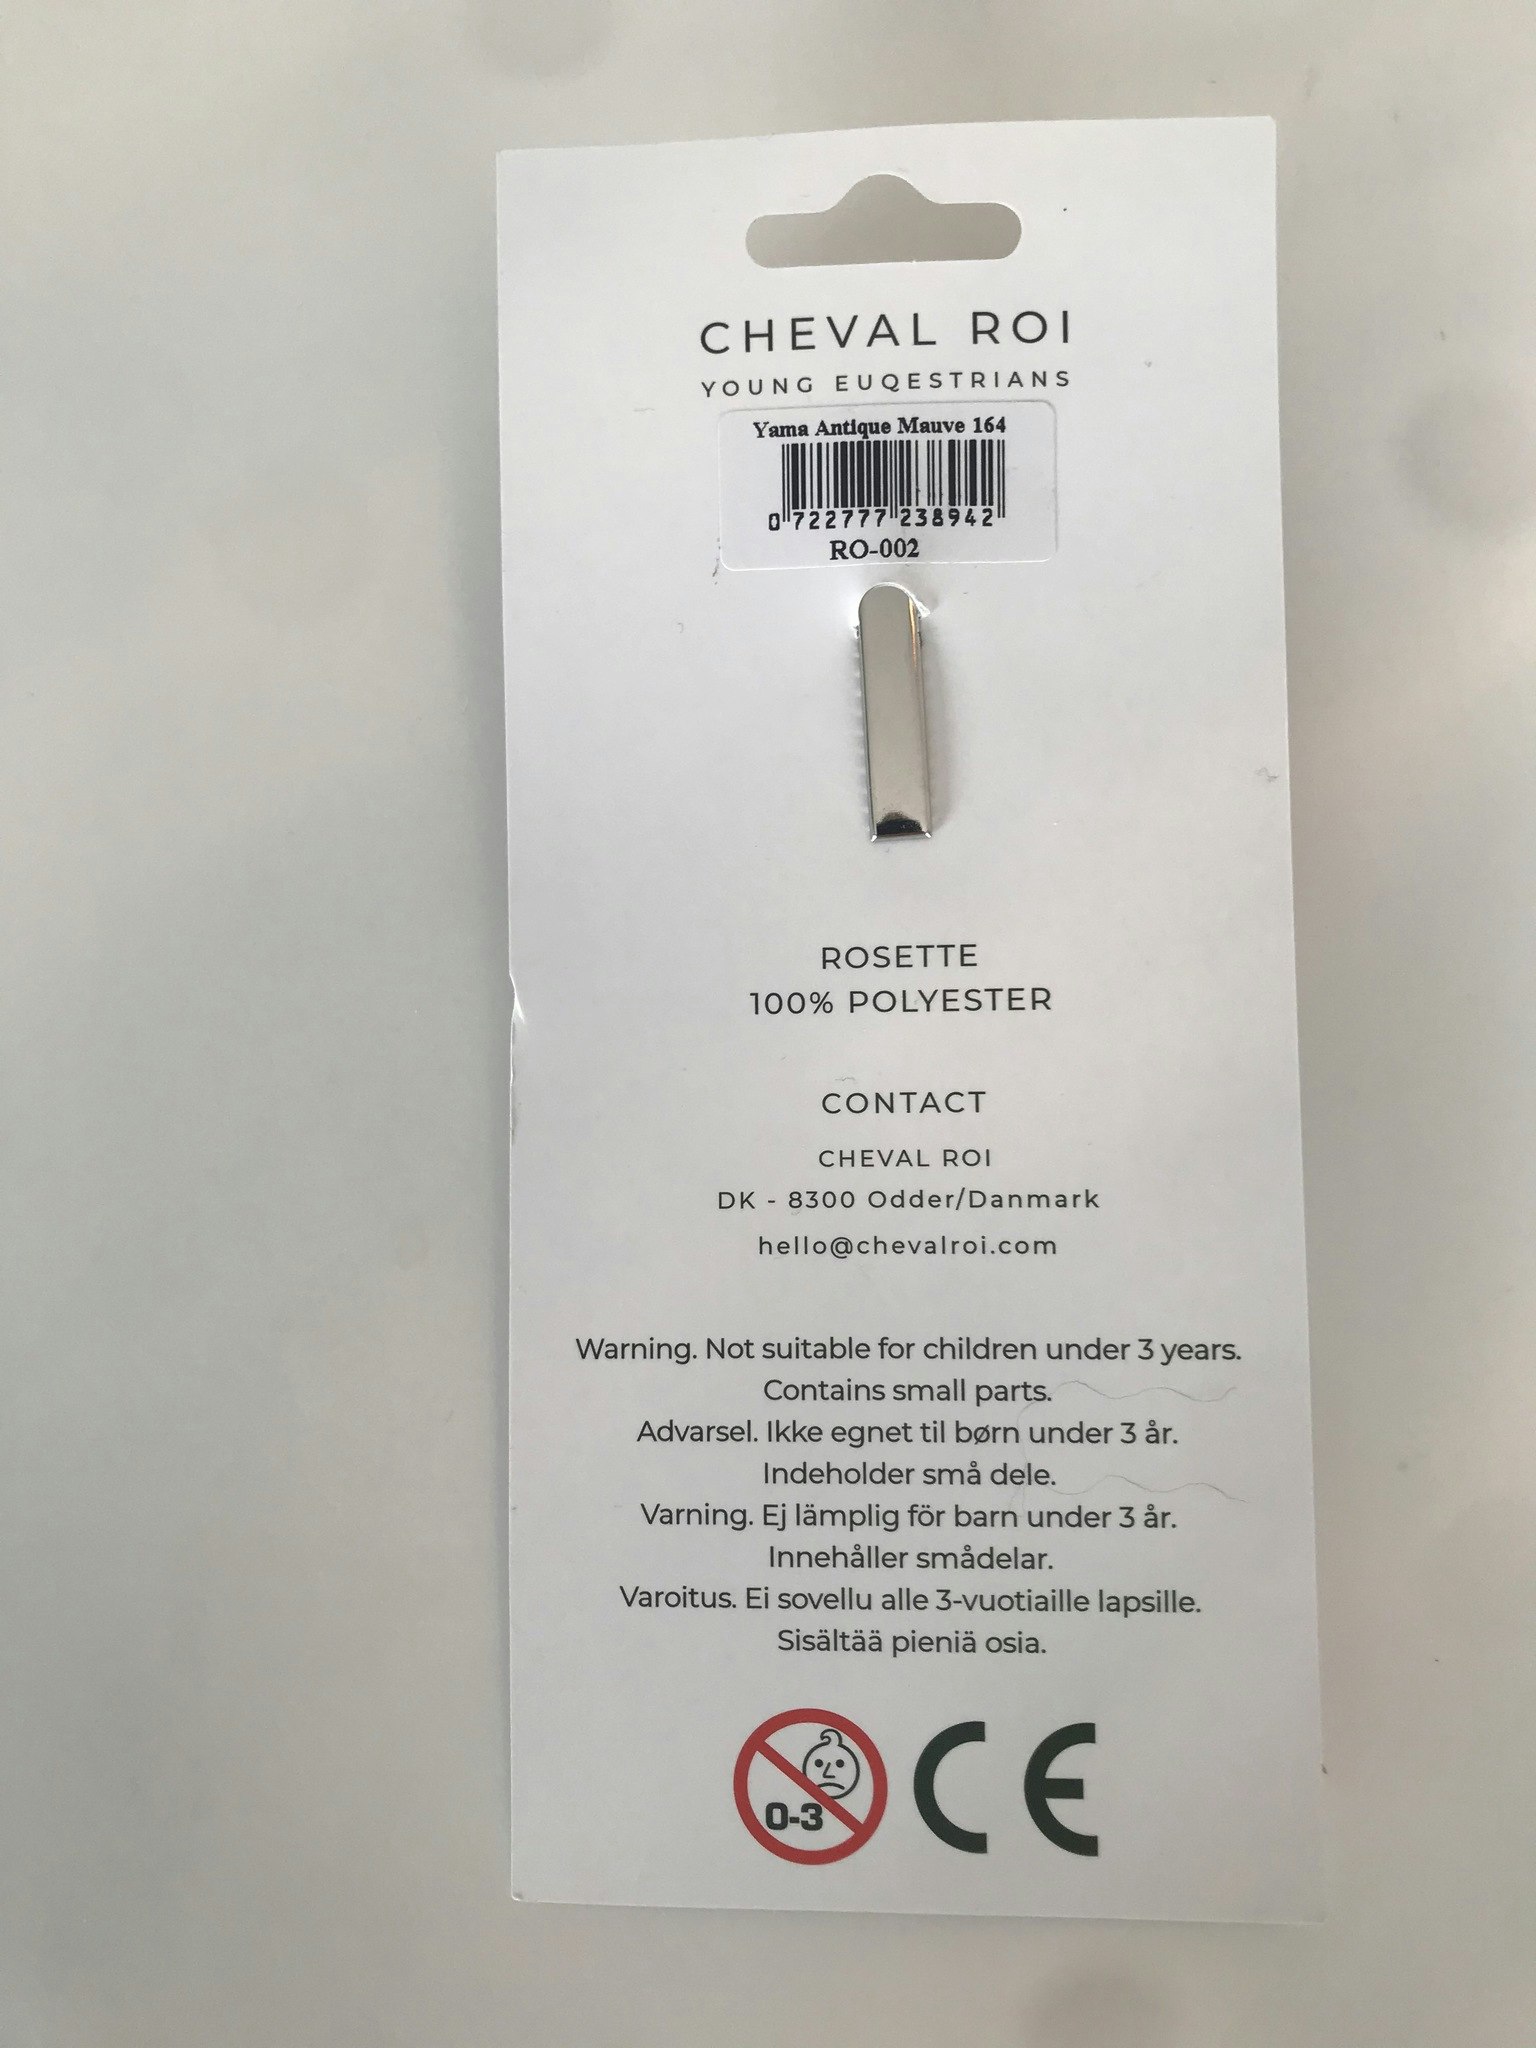 CHEVAL ROI
YOUNG EUQESTRIANS
Yama Antique Mauve 164
0 722777 238942
RO-002
ROSETTE
100% POLYESTER
CONTACT
CHEVAL ROI
DK - 8300 Odder/Danmark
hello@chevalroi.com
Warning. Not suitable for children under 3 years.
Contains small parts.
Advarsel. Ikke egnet til børn under 3 år.
Indeholder små dele.
Varning. Ej lämplig för barn under 3 år.
Innehåller smådelar.
Varoitus. Ei sovellu alle 3-vuotiaille lapsille.
Sisältää pieniä osia.
0-3
CE